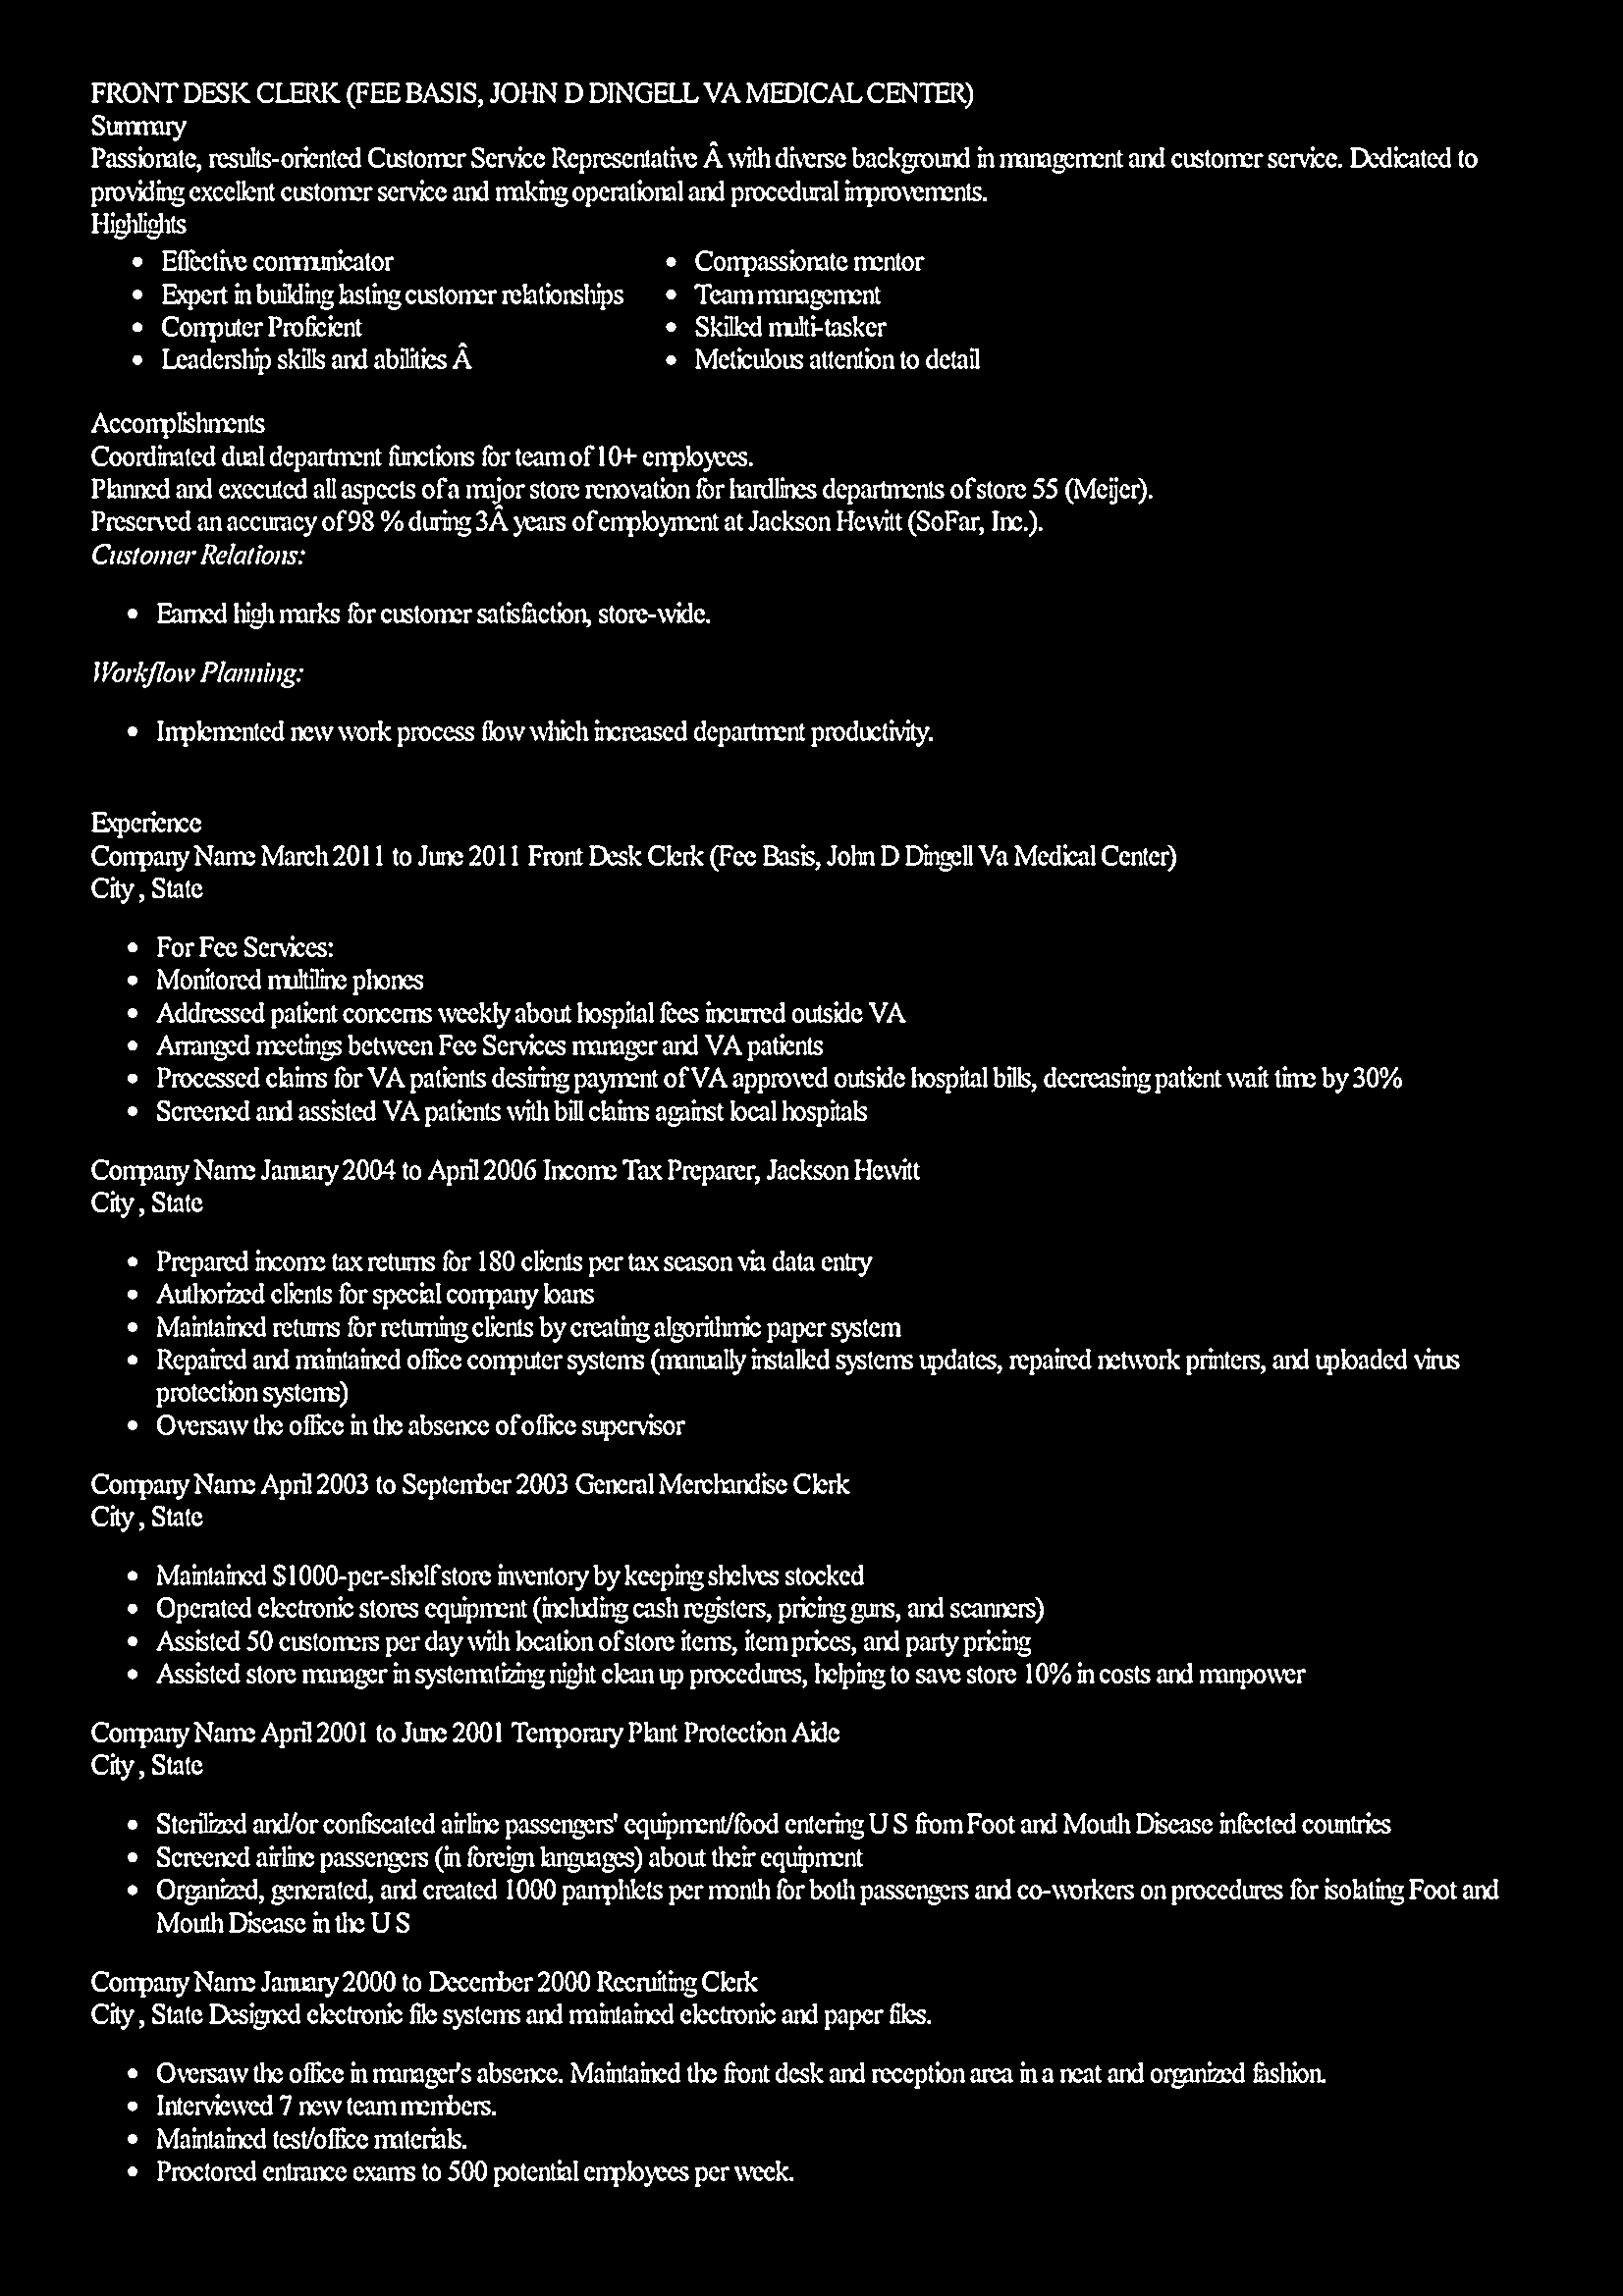 FRONT DESK CLERK (FEE BASIS, JOHN D DINGELL VA MEDICAL CENTER)
Summary
Passionate, results-oriented Customer Service Representative Â with diverse background in management and customer service. Dedicated to
providing excellent customer service and making operational and procedural improvements.
Highlights
• Effective communicator
• Expert in building lasting customer relationships
• Computer Proficient
• Leadership skills and abilities Â
• Compassionate mentor
• Team management
• Skilled multi-tasker
• Meticulous attention to detail
Accomplishments
Coordinated dual department functions for team of 10+ employees.
Planned and executed all aspects of a major store renovation for hardlines departments of store 55 (Meijer).
Preserved an accuracy of 98 % during 3Â years of employment at Jackson Hewitt (SoFar, Inc.).
Customer Relations:
• Earned high marks for customer satisfaction, store-wide.
Workflow Planning:
• Implemented new work process flow which increased department productivity.
Experience
Company Name March 2011 to June 2011 Front Desk Clerk (Fee Basis, John D Dingell Va Medical Center)
City , State
• For Fee Services:
• Monitored multiline phones
• Addressed patient concerns weekly about hospital fees incurred outside VA
• Arranged meetings between Fee Services manager and VA patients
• Processed claims for VA patients desiring payment of VA approved outside hospital bills, decreasing patient wait time by 30%
• Screened and assisted VA patients with bill claims against local hospitals
Company Name January 2004 to April 2006 Income Tax Preparer, Jackson Hewitt
City , State
• Prepared income tax returns for 180 clients per tax season via data entry
• Authorized clients for special company loans
• Maintained returns for returning clients by creating algorithmic paper system
• Repaired and maintained office computer systems (manually installed systems updates, repaired network printers, and uploaded virus
protection systems)
• Oversaw the office in the absence of office supervisor
Company Name April 2003 to September 2003 General Merchandise Clerk
City , State
• Maintained $1000-per-shelf store inventory by keeping shelves stocked
• Operated electronic stores equipment (including cash registers, pricing guns, and scanners)
• Assisted 50 customers per day with location of store items, item prices, and party pricing
• Assisted store manager in systematizing night clean up procedures, helping to save store 10% in costs and manpower
Company Name April 2001 to June 2001 Temporary Plant Protection Aide
City , State
• Sterilized and/or confiscated airline passengers' equipment/food entering U S from Foot and Mouth Disease infected countries
• Screened airline passengers (in foreign languages) about their equipment
• Organized, generated, and created 1000 pamphlets per month for both passengers and co-workers on procedures for isolating Foot and
Mouth Disease in the U S
Company Name January 2000 to December 2000 Recruiting Clerk
City , State Designed electronic file systems and maintained electronic and paper files.
• Oversaw the office in manager's absence. Maintained the front desk and reception area in a neat and organized fashion.
• Interviewed 7 new team members.
• Maintained test/office materials.
• Proctored entrance exams to 500 potential employees per week.